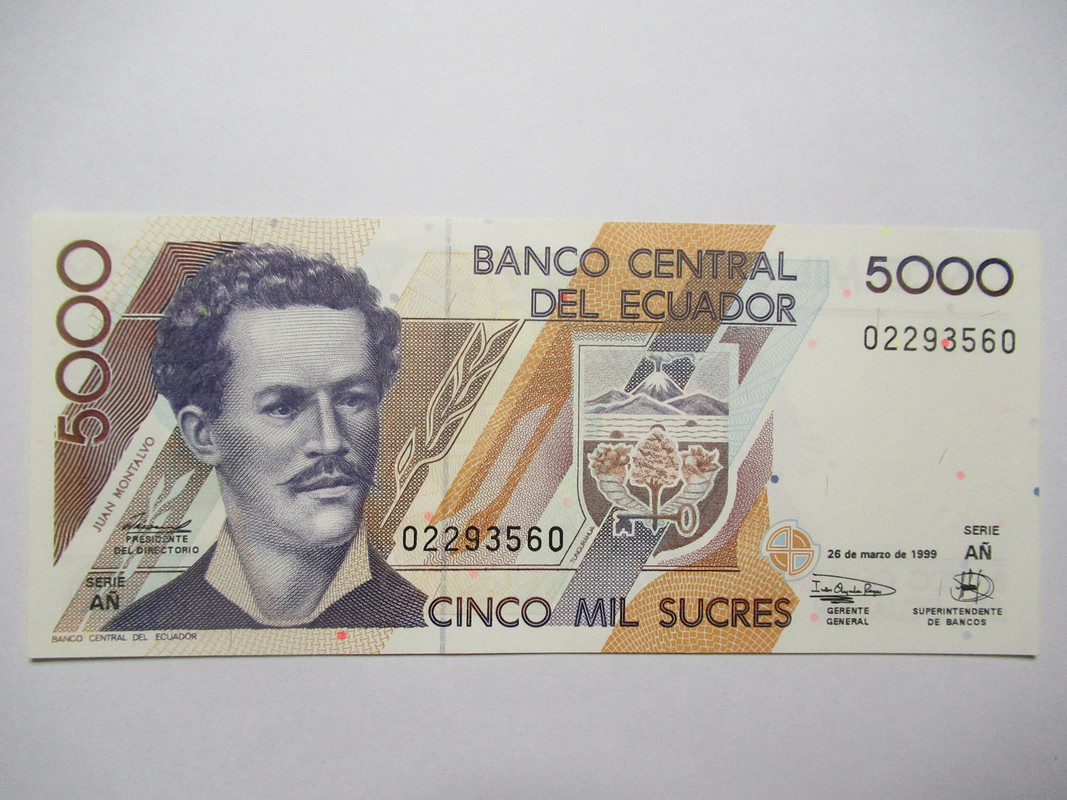 5000
JUAN MONTALVO
PRESIDENTE
DEL DIRECTORIO
SERIE
AÑ
BANCO CENTRAL DEL ECUADOR
BANCO CENTRAL
DEL ECUADOR
5000
02293560
02293560
TUNGURAHUA
CINCO MIL SUCRES
26 de marzo de 1999
SERIE
AÑ
GERENTE
GENERAL
SUPERINTENDENTE
DE BANCOS